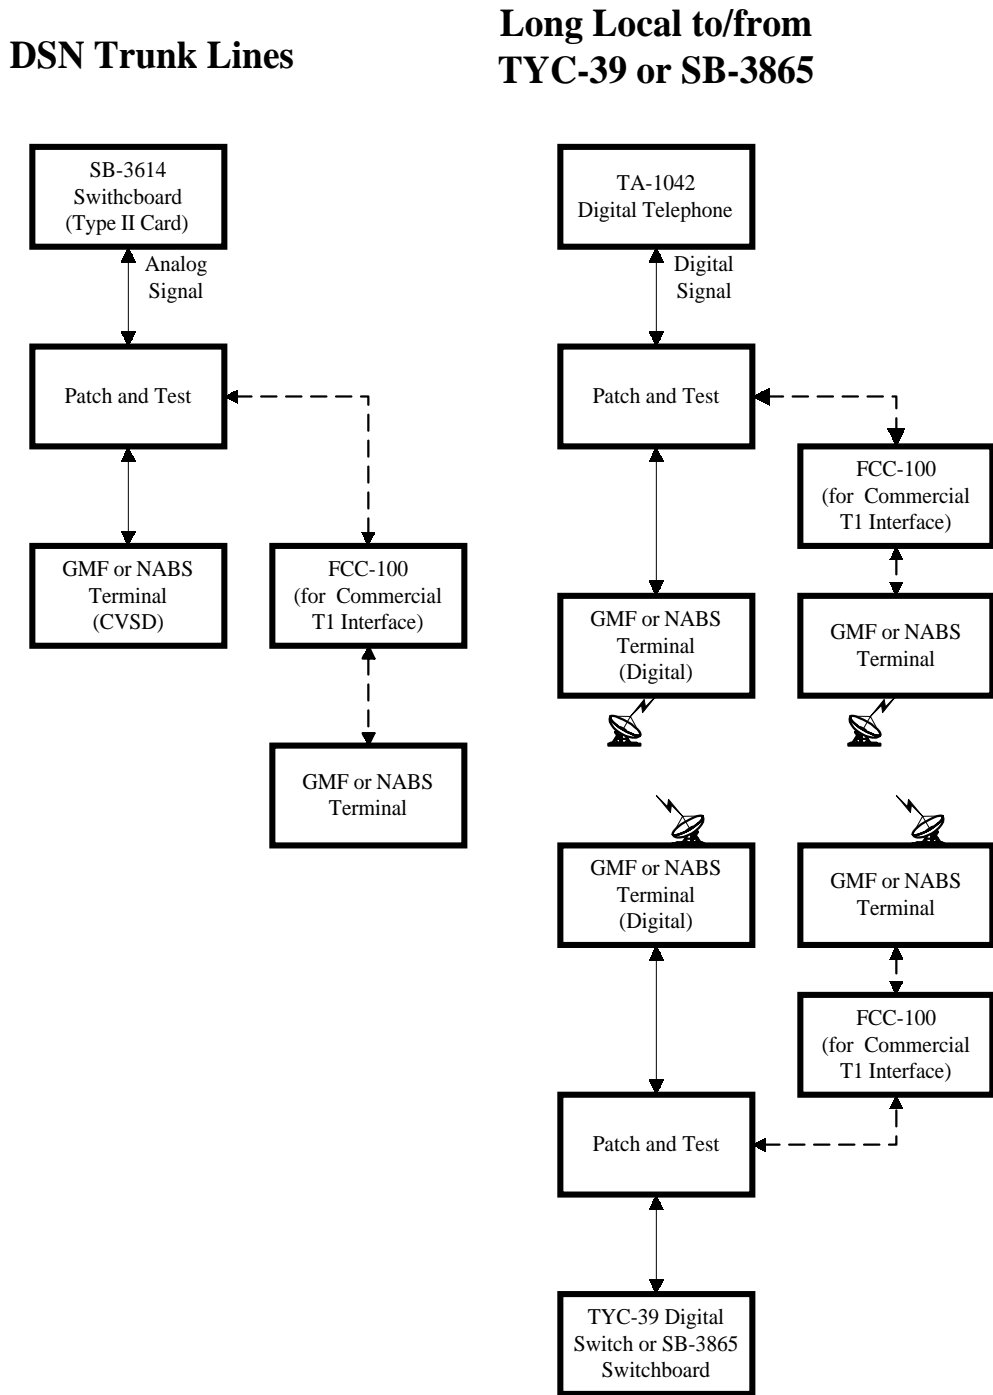 DSN Trunk Lines
SB-3614
Swithcboard
(Type II Card)
Analog
Signal
Patch and Test
GMF or NABS
Terminal
(CVSD)
FCC-100
(for Commercial
T1 Interface)
GMF or NABS
Terminal
Long Local to/from
TYC-39 or SB-3865
TA-1042
Digital Telephone
Digital
Signal
Patch and Test
FCC-100
(for Commercial
T1 Interface)
GMF or NABS
Terminal
(Digital)
GMF or NABS
Terminal
GMF or NABS
Terminal
(Digital)
GMF or NABS
Terminal
FCC-100
(for Commercial
T1 Interface)
Patch and Test
TYC-39 Digital
Switch or SB-3865
Switchboard